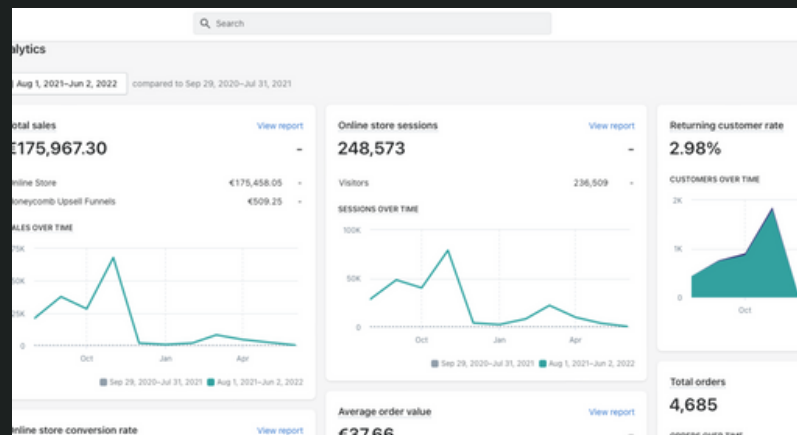 Search
alytics
Aug 1, 2021–Jun 2, 2022
compared to Sep 29, 2020–Jul 31, 2021
otal sales
View report
€175,967.30
-
nline Store
€175,458.05
-
oneycomb Upsell Funnels
€509.25
-
ALES OVER TIME
75K
50K
25K
0
Oct
Jan
Apr
Sep 29, 2020–Jul 31, 2021
Aug 1, 2021–Jun 2, 2022
nline store conversion rate
View report
Online store sessions
View report
248,573
-
Visitors
236,509
-
SESSIONS OVER TIME
100K
50K
0
Oct
Jan
Apr
Sep 29, 2020–Jul 31, 2021
Aug 1, 2021–Jun 2, 2022
Average order value
View report
€37.66
-
Returning customer rate
2.98%
CUSTOMERS OVER TIME
2K
1K
0
Oct
Total orders
4,685
ORDERS OVER TIME